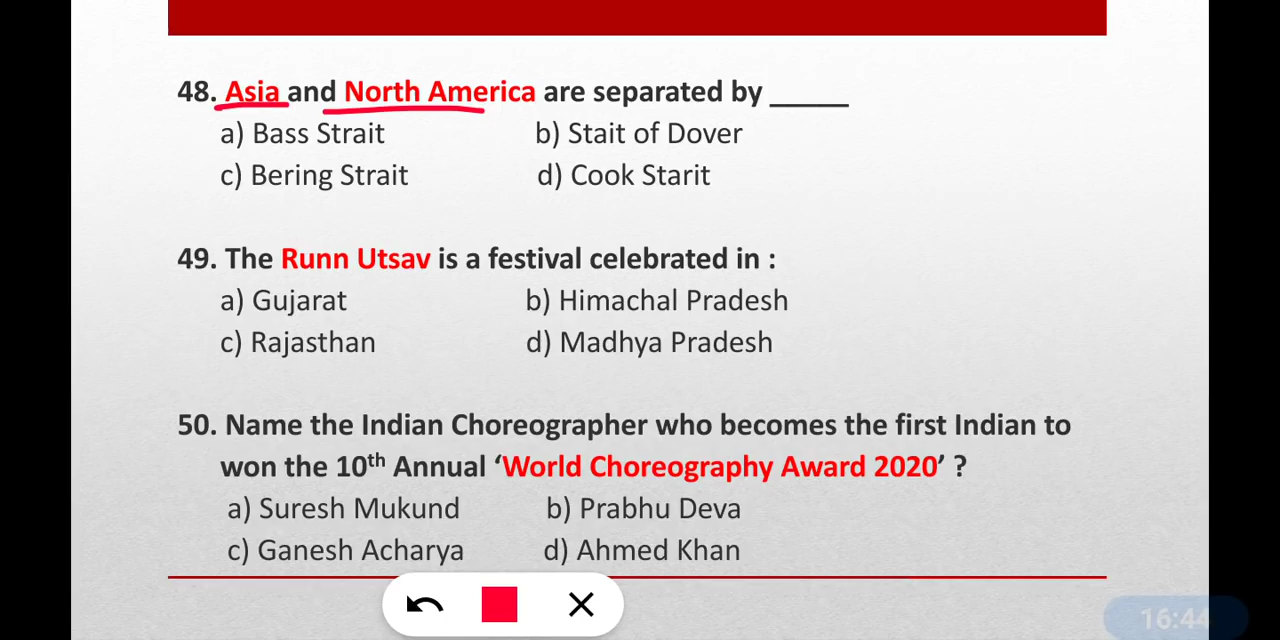 48. Asia and North America are separated by _____
a) Bass Strait b) Stait of Dover
c) Bering Strait d) Cook Starit
49. The Runn Utsav is a festival celebrated in :
a) Gujarat b) Himachal Pradesh
c) Rajasthan d) Madhya Pradesh
50. Name the Indian Choreographer who becomes the first Indian to
won the 10th Annual ‘World Choreography Award 2020’ ?
a) Suresh Mukund b) Prabhu Deva
c) Ganesh Acharya d) Ahmed Khan
16:44